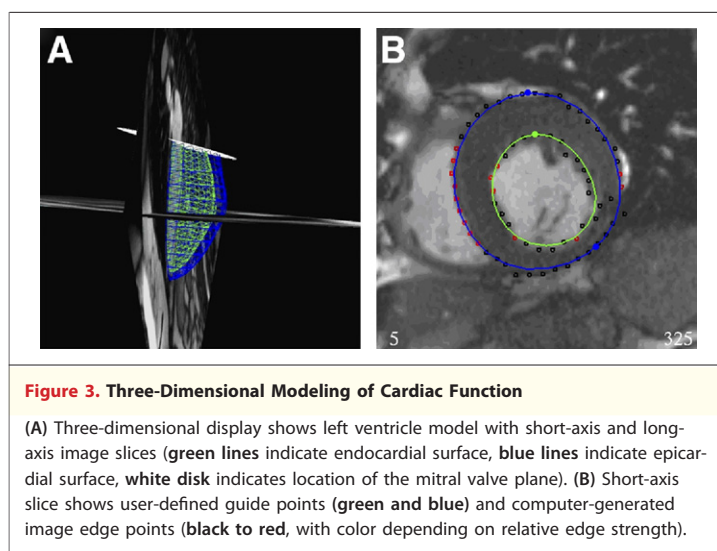 A
B
5
325
Figure 3. Three-Dimensional Modeling of Cardiac Function
(A) Three-dimensional display shows left ventricle model with short-axis and long-
axis image slices (green lines indicate endocardial surface, blue lines indicate epicar-
dial surface, white disk indicates location of the mitral valve plane). (B) Short-axis
slice shows user-defined guide points (green and blue) and computer-generated
image edge points (black to red, with color depending on relative edge strength).